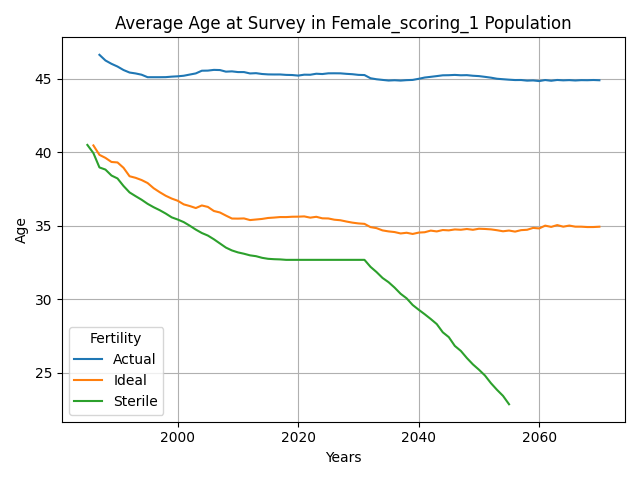 Average Age at Survey in Female_scoring_1 Population
45
40
35
30
25
Age
Fertility
Actual
Ideal
Sterile
2000 2020 2040 2060
Years